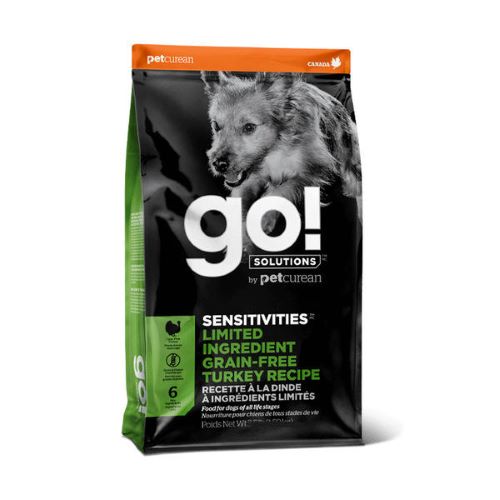 petcurean
CANADA
go!
SOLUTIONS
by petcurean
SENSITIVITIES
LIMITED
INGREDIENT
GRAIN-FREE
TURKEY RECIPE
RECETTE À LA DINDE
À INGRÉDIENTS LIMITÉS
Food for dogs of all life stages
Nourriture pour chiens de tous stades de vie
Poids Net Wt
6
go!